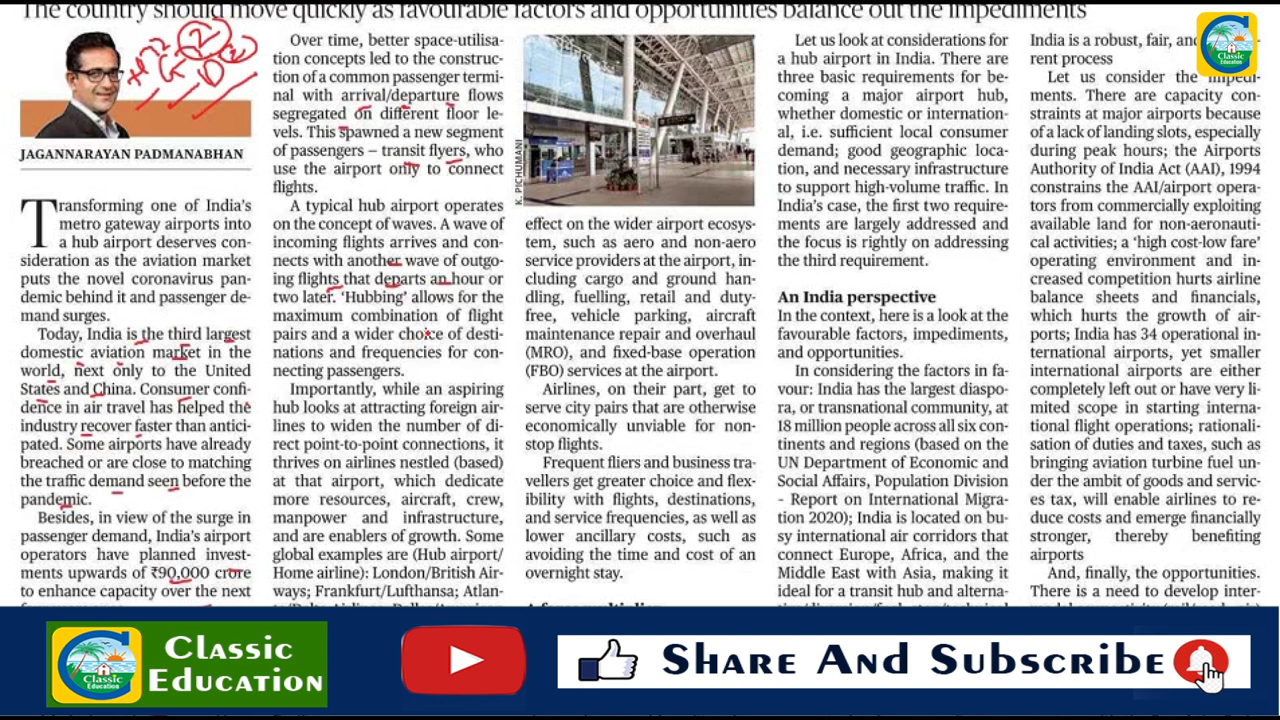 The country should move quickly as favourable factors and opportunities balance out the impediments
JAGANNARAYAN PADMANABHAN
Transforming one of India's
metro gateway airports into
a hub airport deserves con-
sideration as the aviation market
puts the novel coronavirus pan-
demic behind it and passenger de-
mand surges.
Today, India is the third largest
domestic aviation market in the
world, next only to the United
States and China. Consumer confi-
dence in air travel has helped the
industry recover faster than antici-
pated. Some airports have already
breached or are close to matching
the traffic demand seen before the
pandemic.
Besides, in view of the surge in
passenger demand, India's airport
operators have planned invest-
ments upwards of ₹90,000 crore
to enhance capacity over the next
Over time, better space-utilisa-
tion concepts led to the construc-
tion of a common passenger termi-
nal with arrival/departure flows
segregated on different floor le-
vels. This spawned a new segment
of passengers – transit flyers, who
use the airport only to connect
flights.
A typical hub airport operates
on the concept of waves. A wave of
incoming flights arrives and con-
nects with another wave of outgo-
ing flights that departs an hour or
two later. 'Hubbing' allows for the
maximum combination of flight
pairs and a wider choice of desti-
nations and frequencies for con-
necting passengers.
Importantly, while an aspiring
hub looks at attracting foreign air-
lines to widen the number of di-
rect point-to-point connections, it
thrives on airlines nestled (based)
at that airport, which dedicate
more resources, aircraft, crew,
manpower and infrastructure,
and are enablers of growth. Some
global examples are (Hub airport/
Home airline): London/British Air-
ways; Frankfurt/Lufthansa; Atlan-
K. PICHUMANI
effect on the wider airport ecosys-
tem, such as aero and non-aero
service providers at the airport, in-
cluding cargo and ground han-
dling, fuelling, retail and duty-
free, vehicle parking, aircraft
maintenance repair and overhaul
(MRO), and fixed-base operation
(FBO) services at the airport.
Airlines, on their part, get to
serve city pairs that are otherwise
economically unviable for non-
stop flights.
Frequent fliers and business tra-
vellers get greater choice and flex-
ibility with flights, destinations,
and service frequencies, as well as
lower ancillary costs, such as
avoiding the time and cost of an
overnight stay.
Let us look at considerations for
a hub airport in India. There are
three basic requirements for be-
coming a major airport hub,
whether domestic or internation-
al, i.e. sufficient local consumer
demand; good geographic loca-
tion, and necessary infrastructure
to support high-volume traffic. In
India's case, the first two require-
ments are largely addressed and
the focus is rightly on addressing
the third requirement.
An India perspective
In the context, here is a look at the
favourable factors, impediments,
and opportunities.
In considering the factors in fa-
vour: India has the largest diaspo-
ra, or transnational community, at
18 million people across all six con-
tinents and regions (based on the
UN Department of Economic and
Social Affairs, Population Division
- Report on International Migra-
tion 2020); India is located on bu-
sy international air corridors that
connect Europe, Africa, and the
Middle East with Asia, making it
ideal for a transit hub and alterna-
India is a robust, fair, and
rent process
Let us consider the impedi-
ments. There are capacity con-
straints at major airports because
of a lack of landing slots, especially
during peak hours; the Airports
Authority of India Act (AAI), 1994
constrains the AAI/airport opera-
tors from commercially exploiting
available land for non-aeronauti-
cal activities; a 'high cost-low fare'
operating environment and in-
creased competition hurts airline
balance sheets and financials,
which hurts the growth of air-
ports; India has 34 operational in-
ternational airports, yet smaller
international airports are either
completely left out or have very li-
mited scope in starting interna-
tional flight operations; rationali-
sation of duties and taxes, such as
bringing aviation turbine fuel un-
der the ambit of goods and servic-
es tax, will enable airlines to re-
duce costs and emerge financially
stronger, thereby benefiting
airports
And, finally, the opportunities.
There is a need to develop inter-
Classic
Education
Classic
Education
Classic
Education
Share And Subscribe